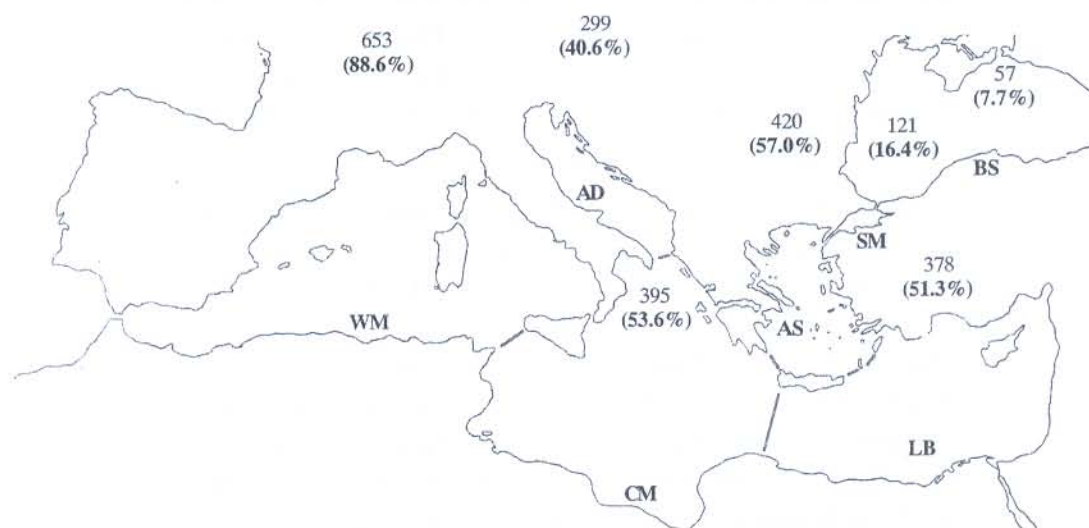 653
(88.6%)
299
(40.6%)
57
(7.7%)
420
(57.0%)
121
(16.4%)
BS
AD
SM
378
(51.3%)
395
(53.6%)
WM
AS
LB
CM